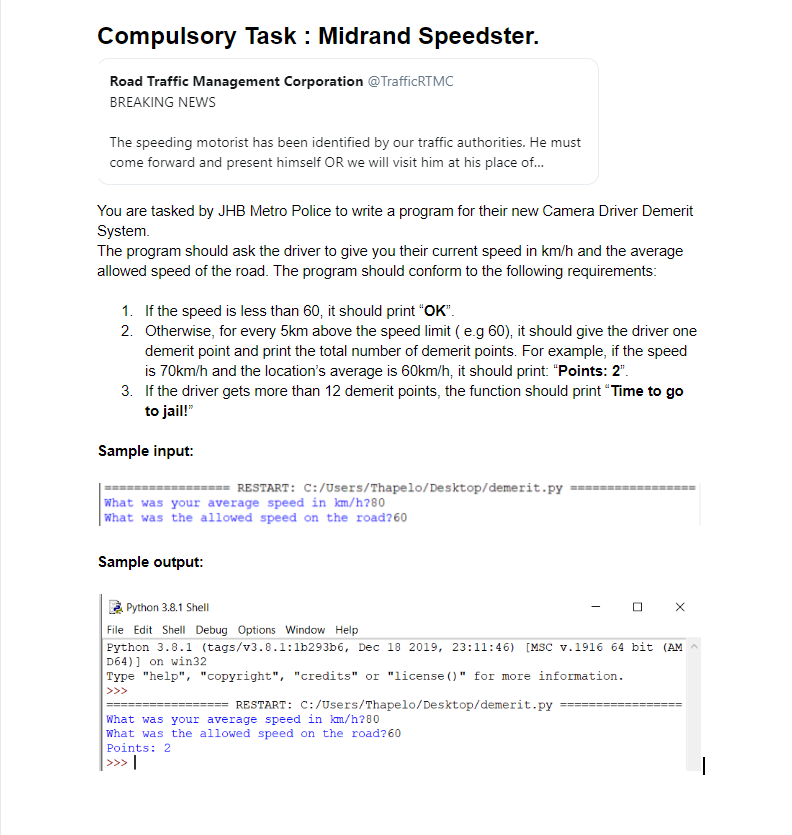 Compulsory Task : Midrand Speedster.
Road Traffic Management Corporation @TrafficRTMC
BREAKING NEWS
The speeding motorist has been identified by our traffic authorities. He must
come forward and present himself OR we will visit him at his place of...
You are tasked by JHB Metro Police to write a program for their new Camera Driver Demerit
System.
The program should ask the driver to give you their current speed in km/h and the average
allowed speed of the road. The program should conform to the following requirements:
1. If the speed is less than 60, it should print “OK”.
2. Otherwise, for every 5km above the speed limit ( e.g 60), it should give the driver one
demerit point and print the total number of demerit points. For example, if the speed
is 70km/h and the location’s average is 60km/h, it should print: “Points: 2”.
3. If the driver gets more than 12 demerit points, the function should print “Time to go
to jail!”
Sample input:
================= RESTART: C:/Users/Thapelo/Desktop/demerit.py =================
What was your average speed in km/h?80
What was the allowed speed on the road?60
Sample output:
Python 3.8.1 Shell
File Edit Shell Debug Options Window Help
Python 3.8.1 (tags/v3.8.1:1b293b6, Dec 18 2019, 23:11:46) [MSC v.1916 64 bit (AM
D64)] on win32
Type "help", "copyright", "credits" or "license()" for more information.
>>>
================= RESTART: C:/Users/Thapelo/Desktop/demerit.py =================
What was your average speed in km/h?80
What was the allowed speed on the road?60
Points: 2
>>>